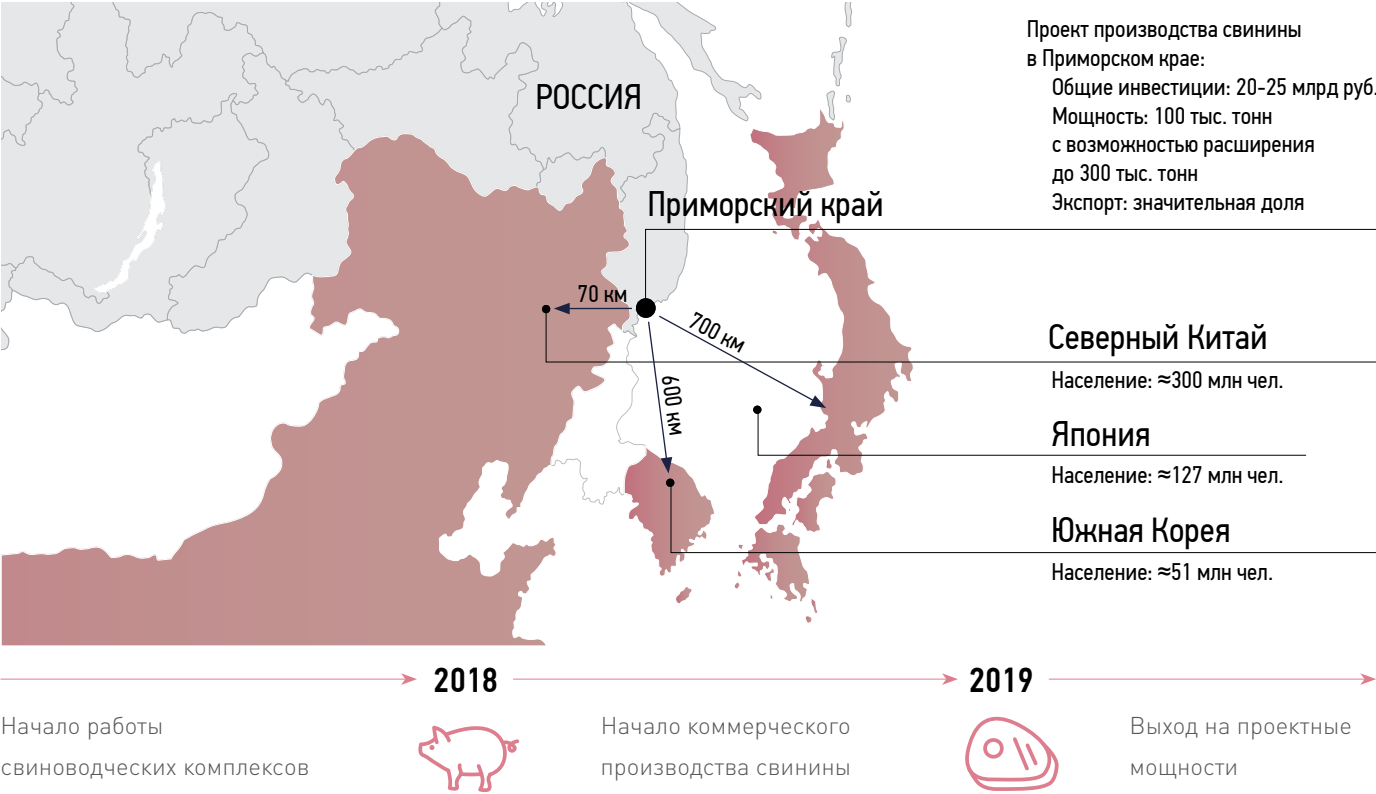 Проект производства свинины
в Приморском крае:
Общие инвестиции: 20-25 млрд руб.
Мощность: 100 тыс. тонн
с возможностью расширения
до 300 тыс. тонн
Экспорт: значительная доля
РОССИЯ
Приморский край
70 км
700 км
600 км
Северный Китай
Население: ≈300 млн чел.
Япония
Население: ≈127 млн чел.
Южная Корея
Население: ≈51 млн чел.
2018
2019
Начало работы
свиноводческих комплексов
Начало коммерческого
производства свинины
Выход на проектные
мощности